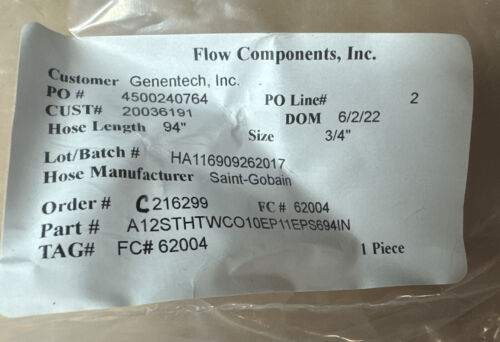 Flow Components, Inc.
Customer Genentech, Inc.
PO # 4500240764 PO Line# 2
CUST# 20036191 DOM 6/2/22
Hose Length 94" Size 3/4"
Lot/Batch # HA116909262017
Hose Manufacturer Saint-Gobain
Order # C216299 FC # 62004
Part # A12STHTWCO10EP11EPS694IN
TAG# FC# 62004 1 Piece